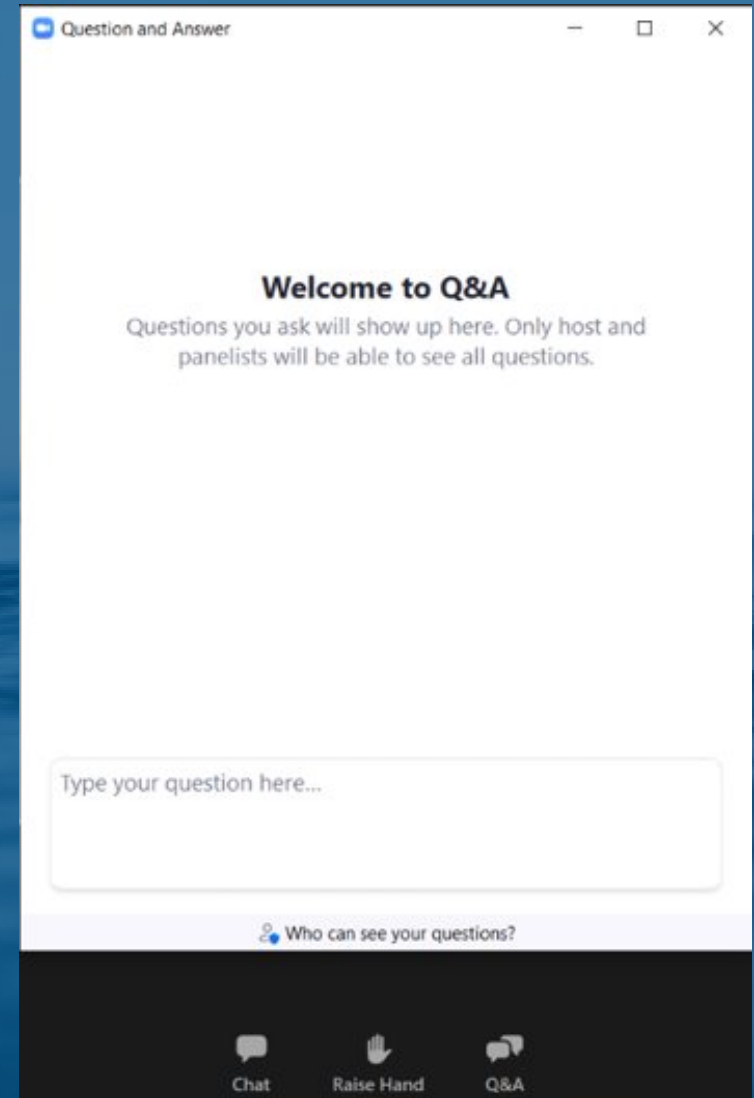 Question and Answer
Welcome to Q&A
Questions you ask will show up here. Only host and
panelists will be able to see all questions.
Type your question here...
Who can see your questions?
Chat Raise Hand Q&A